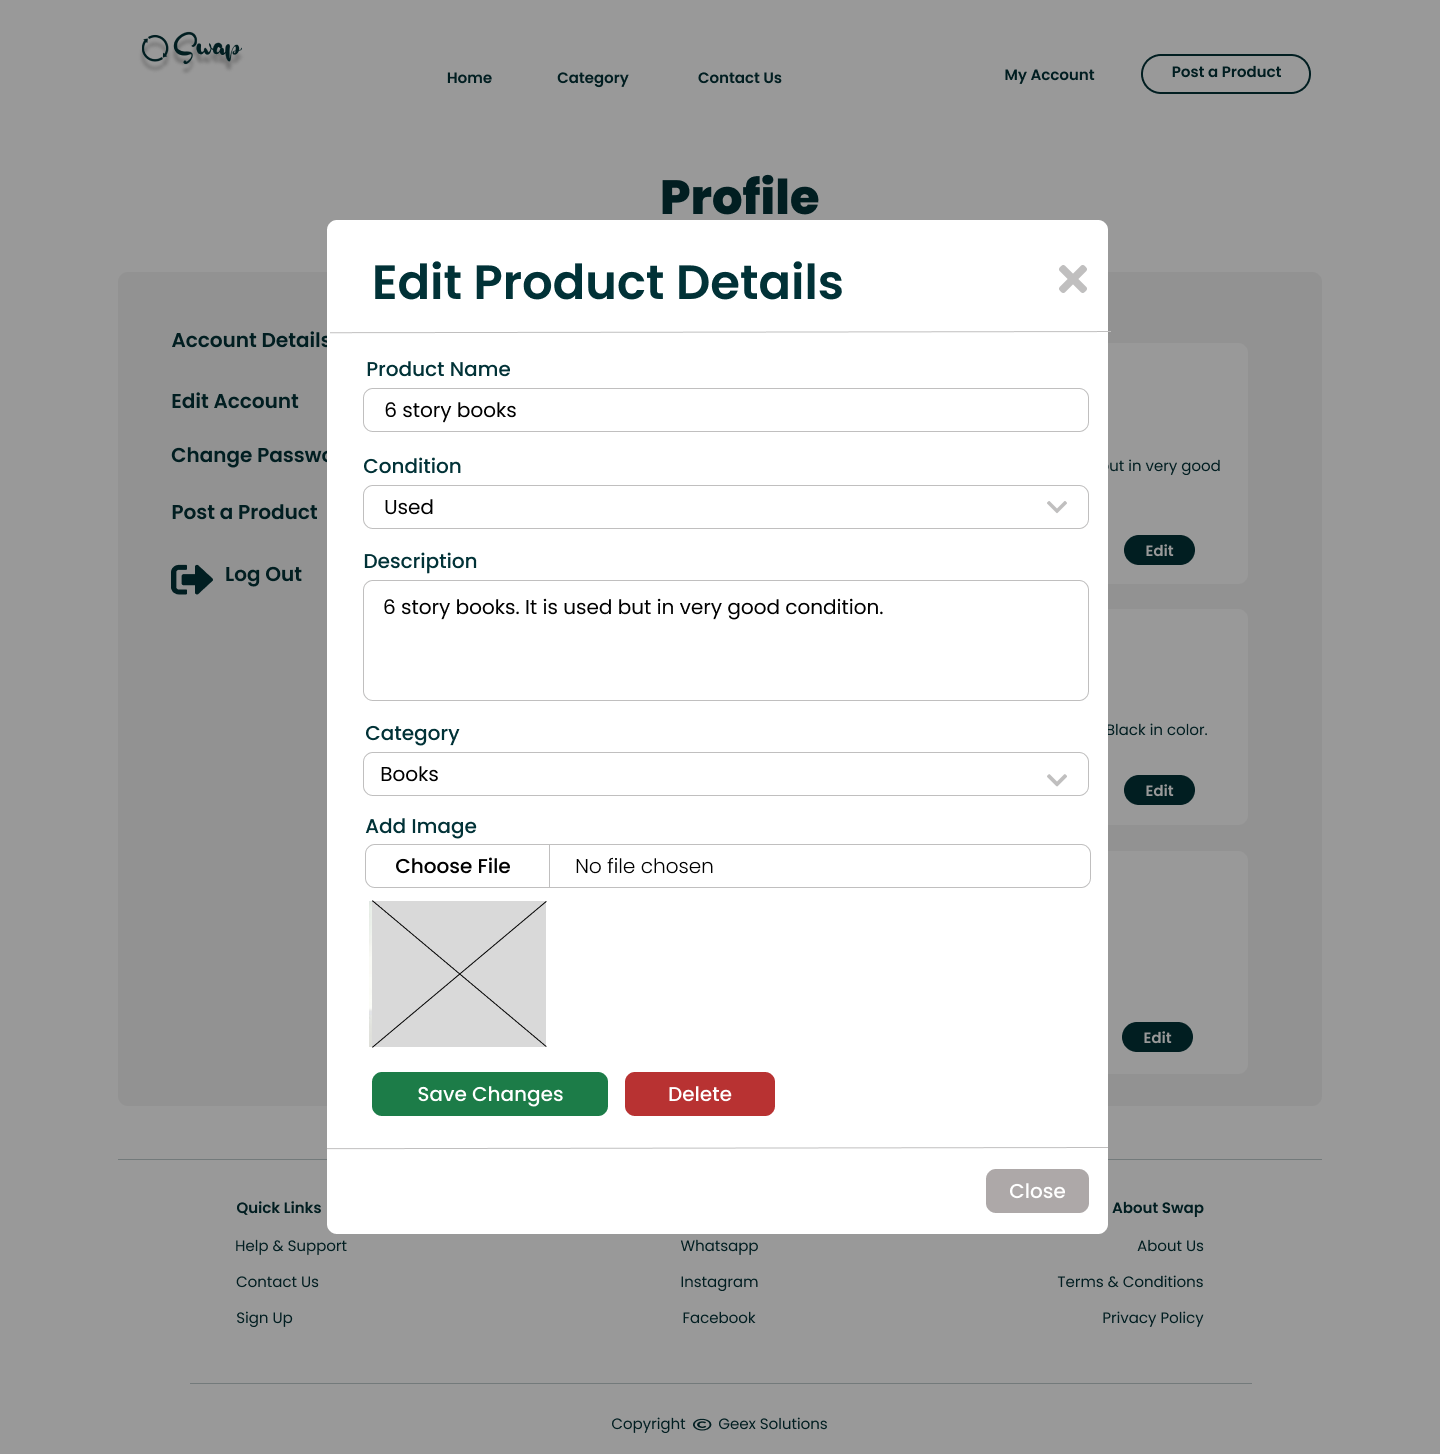 Swap
Home Category Contact Us My Account Post a Product
Profile
Edit Product Details
Account Details
Edit Account
Change Passwo
Post a Product
Log Out
Product Name
6 story books
Condition
Used
Description
6 story books. It is used but in very good condition.
Category
Books
Add Image
Choose File No file chosen
Save Changes Delete
Close
out in very good
Edit
Black in color.
Edit
Edit
Quick Links
Help & Support
Contact Us
Sign Up
Whatsapp
Instagram
Facebook
About Swap
About Us
Terms & Conditions
Privacy Policy
Copyright © Geex Solutions